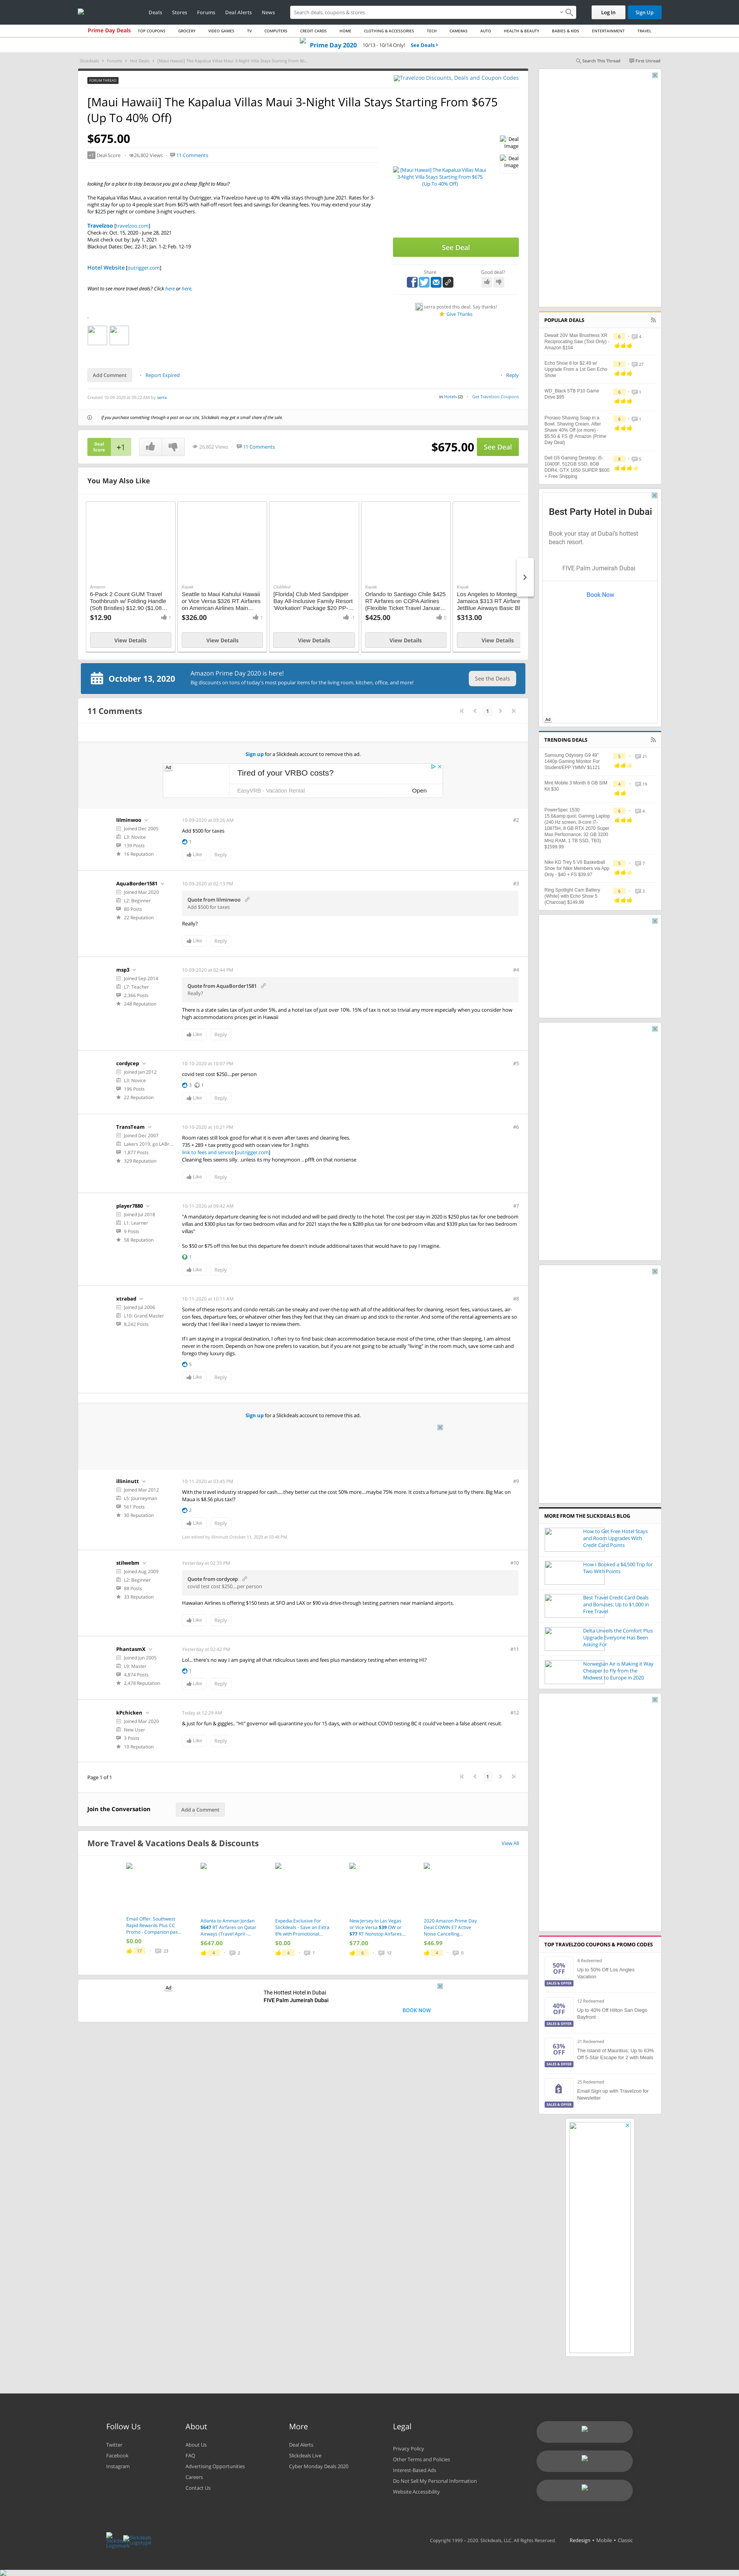 Deals
Stores
Forums
Deal Alerts
News
Search deals, coupons & stores
Log In
Sign Up
Prime Day Deals
TOP COUPONS
GROCERY
VIDEO GAMES
TV
COMPUTERS
CREDIT CARDS
HOME
CLOTHING & ACCESSORIES
TECH
CAMERAS
AUTO
HEALTH & BEAUTY
BABIES & KIDS
ENTERTAINMENT
TRAVEL
Prime Day 2020 10/13 - 10/14 Only! See Deals
Slickdeals > Forums > Hot Deals > [Maui Hawaii] The Kapalua Villas Maui 3-Night Villa Stays Starting From $6...
Search This Thread
First Unread
FORUM THREAD
Travelzoo Discounts, Deals and Coupon Codes
[Maui Hawaii] The Kapalua Villas Maui 3-Night Villa Stays Starting From $675
(Up To 40% Off)
$675.00
+1 Deal Score
26,802 Views
11 Comments
Deal Image
Deal Image
[Maui Hawaii] The Kapalua Villas Maui 3-Night Villa Stays Starting From $675 (Up To 40% Off)
looking for a place to stay because you got a cheap flight to Maui?
The Kapalua Villas Maui, a vacation rental by Outrigger, via Travelzoo have up to 40% villa stays through June 2021. Rates for 3-
night stay for up to 4 people start from $675 with half-off resort fees and savings for cleaning fees. You may extend your stay
for $225 per night or combine 3-night vouchers.
Travelzoo [travelzoo.com]
Check-in: Oct. 15, 2020 - June 28, 2021
Must check out by: July 1, 2021
Blackout Dates: Dec. 22-31; Jan. 1-2; Feb. 12-19
Hotel Website [outrigger.com]
Want to see more travel deals? Click here or here.
See Deal
Share
Good deal?
iserra posted this deal. Say thanks!
Give Thanks
Add Comment
Report Expired
Reply
Created 10-09-2020 at 09:22 AM by iserra
in Hotels (2)
Get Travelzoo Coupons
If you purchase something through a post on our site, Slickdeals may get a small share of the sale.
Deal Score +1
26,802 Views
11 Comments
$675.00
See Deal
You May Also Like
Amazon
6-Pack 2 Count GUM Travel Toothbrush w/ Folding Handle (Soft Bristles) $12.90 ($1.08...
$12.90
1
View Details
Kayak
Seattle to Maui Kahului Hawaii or Vice Versa $326 RT Airfares on American Airlines Main...
$326.00
1
View Details
ClubMed
[Florida] Club Med Sandpiper Bay All-Inclusive Family Resort 'Workation' Package $20 PP-...
-1
View Details
Kayak
Orlando to Santiago Chile $425 RT Airfares on COPA Airlines (Flexible Ticket Travel Januar...
$425.00
5
View Details
Kayak
Los Angeles to Montego
Jamaica $313 RT Airfare
JetBlue Airways Basic Bl
$313.00
View Details
October 13, 2020
Amazon Prime Day 2020 is here!
Big discounts on tons of today's most popular items for the living room, kitchen, office, and more!
See the Deals
11 Comments
1
Sign up for a Slickdeals account to remove this ad.
Ad
Tired of your VRBO costs?
EasyVRB - Vacation Rental
Open
liliminwoo
Joined Dec 2005
L3: Novice
139 Posts
16 Reputation
10-09-2020 at 09:26 AM
#2
Add $500 for taxes
1
Like
Reply
AquaBorder1581
Joined Mar 2020
L2: Beginner
80 Posts
22 Reputation
10-09-2020 at 02:13 PM
#3
Quote from liliminwoo
Add $500 for taxes
Really?
Like
Reply
msp3
Joined Sep 2014
L7: Teacher
2,366 Posts
248 Reputation
10-09-2020 at 02:44 PM
#4
Quote from AquaBorder1581
Really?
There is a state sales tax of just under 5%, and a hotel tax of just over 10%. 15% of tax is not so trivial any more especially when you consider how
high accommodations prices get in Hawaii
Like
Reply
cordycep
Joined Jan 2012
L3: Novice
196 Posts
22 Reputation
10-10-2020 at 10:07 PM
#5
covid test cost $250....per person
3
1
Like
Reply
TransTeam
Joined Dec 2007
Lakers 2019, go LABr...
1,877 Posts
329 Reputation
10-10-2020 at 10:21 PM
#6
Room rates still look good for what it is even after taxes and cleaning fees.
735 + 289 + tax pretty good with ocean view for 3 nights
link to fees and service [outrigger.com]
Cleaning fees seems silly. .unless its my honeymoon .. pffft on that nonsense
Like
Reply
player7880
Joined Jul 2018
L1: Learner
9 Posts
58 Reputation
10-11-2020 at 09:42 AM
#7
"A mandatory departure cleaning fee is not included and will be paid directly to the hotel. The cost per stay in 2020 is $250 plus tax for one bedroom
villas and $300 plus tax for two bedroom villas and for 2021 stays the fee is $289 plus tax for one bedroom villas and $339 plus tax for two bedroom
villas"
So $50 or $75 off this fee but this departure fee doesn't include additional taxes that would have to pay I imagine.
1
Like
Reply
xtrabad
Joined Jul 2006
L10: Grand Master
8,242 Posts
10-11-2020 at 10:11 AM
#8
Some of these resorts and condo rentals can be sneaky and over-the-top with all of the additional fees for cleaning, resort fees, various taxes, air-
con fees, departure fees, or whatever other fees they feel that they can dream up and stick to the renter. And some of the rental agreements are so
wordy that I feel like I need a lawyer to review them.
If I am staying in a tropical destination, I often try to find basic clean accommodation because most of the time, other than sleeping, I am almost
never in the room. Depends on how one prefers to vacation, but if you are not going to be actually "living" in the room much, save some cash and
forego they luxury digs.
5
Like
Reply
Sign up for a Slickdeals account to remove this ad.
illininutt
Joined Mar 2012
L5: Journeyman
561 Posts
30 Reputation
10-11-2020 at 03:45 PM
#9
With the travel industry strapped for cash.....they better cut the cost 50% more....maybe 75% more. It costs a fortune just to fly there. Big Mac on
Maui is $8.56 plus tax!?
2
Like
Reply
Last edited by illininutt October 11, 2020 at 03:48 PM.
stilwebm
Joined Aug 2009
L2: Beginner
88 Posts
33 Reputation
Yesterday at 02:35 PM
#10
Quote from cordycep
covid test cost $250....per person
Hawaiian Airlines is offering $150 tests at SFO and LAX or $90 via drive-through testing partners near mainland airports.
Like
Reply
PhantasmX
Joined Jun 2005
L9: Master
4,874 Posts
2,478 Reputation
Yesterday at 02:42 PM
#11
Lol... there's no way I am paying all that ridiculous taxes and fees plus mandatory testing when entering HI?
1
Like
Reply
kPchicken
Joined Mar 2020
New User
3 Posts
10 Reputation
Today at 12:29 AM
#12
& just for fun & giggles.. "HI" governor will quarantine you for 15 days, with or without COVID testing BC it could've been a false absent result.
Like
Reply
Page 1 of 1
1
Join the Conversation
Add a Comment
More Travel & Vacations Deals & Discounts
View All
Email Offer: Southwest Rapid Rewards Plus CC Promo - Companion pas...
$0.00
17
23
Atlanta to Amman Jordan $647 RT Airfares on Qatar Airways (Travel April -...
$647.00
4
2
Expedia Exclusive For Slickdeals - Save an Extra 8% with Promotional...
$0.00
4
1
New Jersey to Las Vegas or Vice Versa $39 OW or $77 RT Nonstop Airfares...
$77.00
6
12
2020 Amazon Prime Day Deal COWIN E7 Active Noise Cancelling...
$46.99
4
6
Ad
The Hottest Hotel In Dubai
FIVE Palm Jumeirah Dubai
BOOK NOW
POPULAR DEALS
Dewalt 20V Max Brushless XR Reciprocating Saw (Tool Only) - Amazon $104
6
4
Echo Show 8 for $2.49 w/ Upgrade From a 1st Gen Echo Show
7
27
WD_Black 5TB P10 Game Drive $95
5
1
Proraso Shaving Soap in a Bowl, Shaving Cream, After Shave 40% Off (or more) - $5.50 & FS @ Amazon (Prime Day Deal)
6
1
Dell G5 Gaming Desktop: i5-10400F, 512GB SSD, 8GB DDR4, GTX 1650 SUPER $600 + Free Shipping
9
5
Best Party Hotel in Dubai
Book your stay at Dubai's hottest beach resort.
FIVE Palm Jumeirah Dubai
Book Now
Ad
TRENDING DEALS
Samsung Odyssey G9 49" 1440p Gaming Monitor For Student/EPP YMMV $1121
5
21
Mint Mobile 3 Month 8 GB SIM Kit $30
4
19
PowerSpec 1530 15.6&amp;quot; Gaming Laptop (240 Hz screen, 8-core i7-10875H, 8 GB RTX 2070 Super Max Performance, 32 GB 3200 MHz RAM, 1 TB SSD, TB3) $1599.99
6
4
Nike KD Trey 5 VII Basketball Shoe for Nike Members via App Only - $40 + FS $39.97
5
7
Ring Spotlight Cam Battery (White) with Echo Show 5 (Charcoal) $149.99
6
3
MORE FROM THE SLICKDEALS BLOG
How to Get Free Hotel Stays and Room Upgrades With Credit Card Points
How I Booked a $4,500 Trip for Two With Points
Best Travel Credit Card Deals and Bonuses: Up to $1,000 in Free Travel
Delta Unveils the Comfort Plus Upgrade Everyone Has Been Asking For
Norwegian Air is Making it Way Cheaper to Fly from the Midwest to Europe in 2020
TOP TRAVELZOO COUPONS & PROMO CODES
50% OFF
SALES & OFFER
8 Redeemed
Up to 50% Off Los Angles Vacation
40% OFF
SALES & OFFER
13 Redeemed
Up to 40% Off Hilton San Diego Bayfront
63% OFF
SALES & OFFER
21 Redeemed
The Island of Mauritius: Up to 63% Off 5-Star Escape for 2 with Meals
SALES & OFFER
25 Redeemed
Email Sign up with Travelzoo for Newsletter
Follow Us
Twitter
Facebook
Instagram
About
About Us
FAQ
Advertising Opportunities
Careers
Contact Us
More
Deal Alerts
Slickdeals Live
Cyber Monday Deals 2020
Legal
Privacy Policy
Other Terms and Policies
Interest-Based Ads
Do Not Sell My Personal Information
Website Accessibility
Copyright 1999 - 2020. Slickdeals, LLC. All Rights Reserved.
Redesign • Mobile • Classic